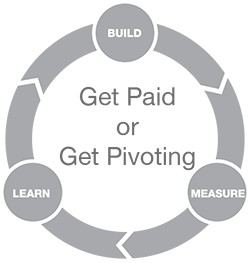 BUILD
Get Paid
or
Get Pivoting
LEARN
MEASURE